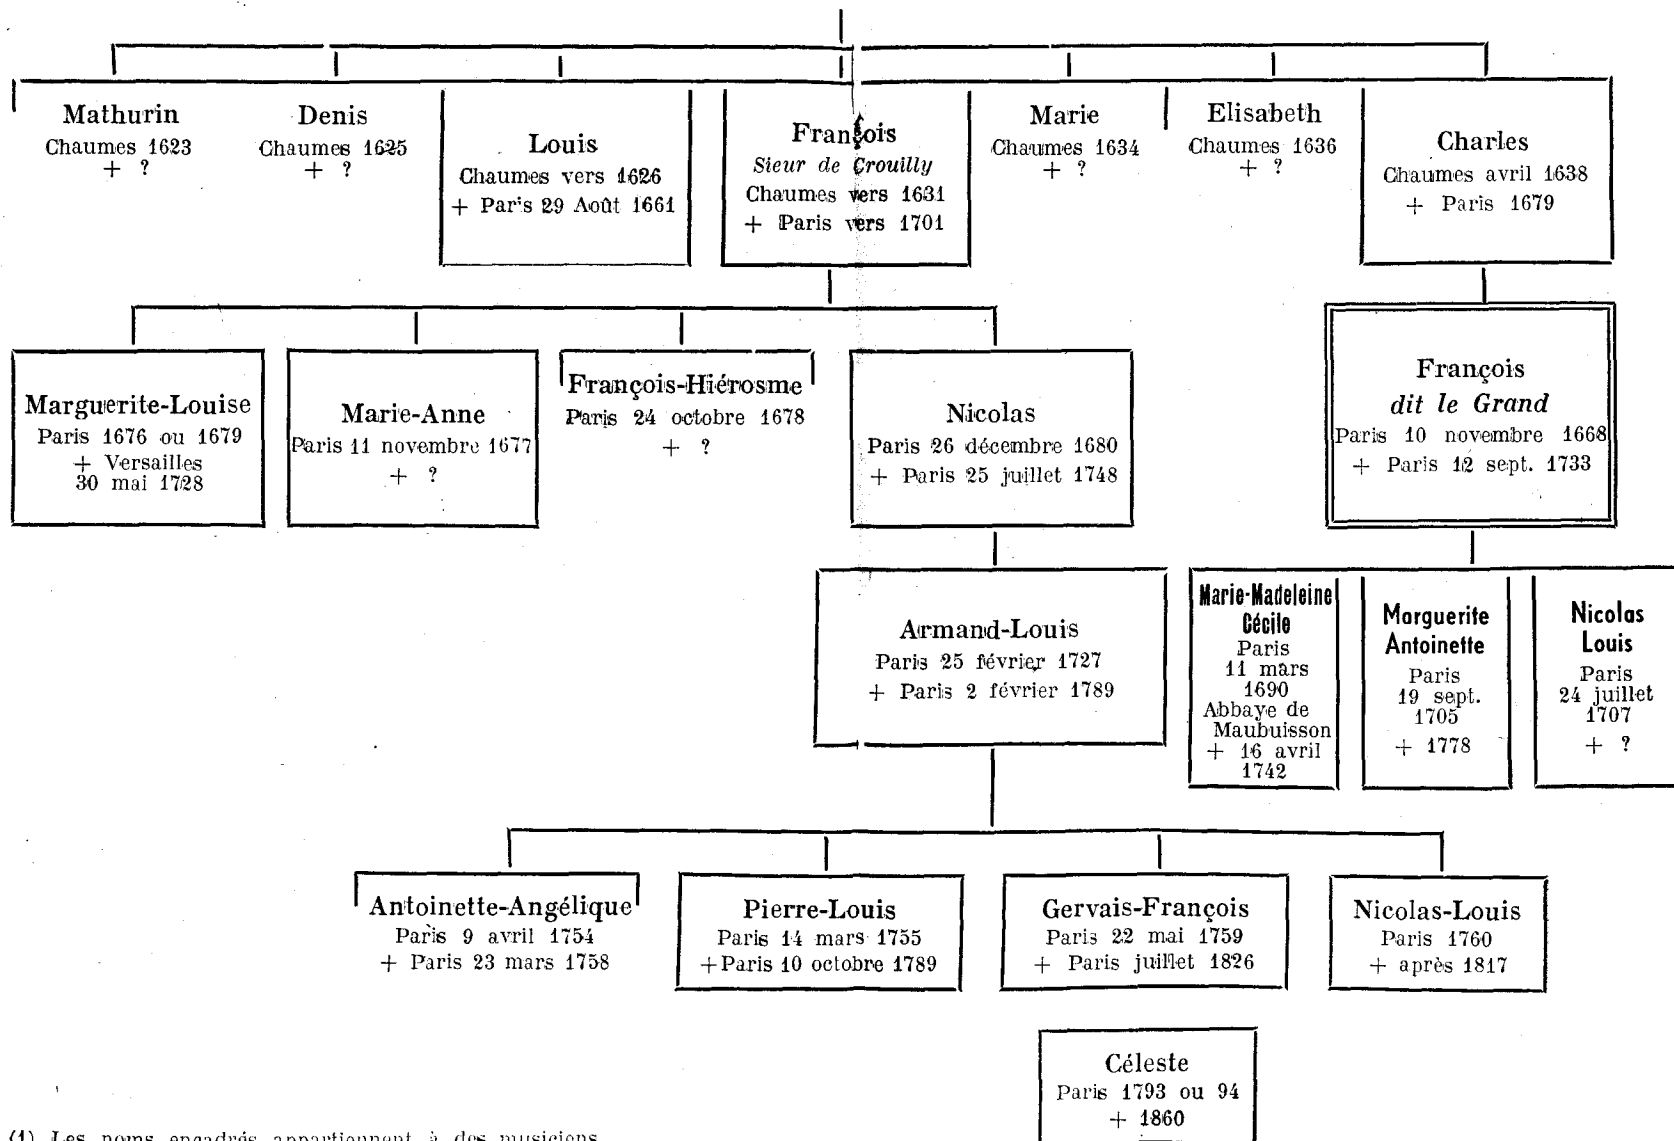 Mathurin
Chaumes 1623
+ ?
Denis
Chaumes 1625
+ ?
Louis
Chaumes vers 1626
+ Paris 29 Août 1661
François
Sieur de Crouilly
Chaumes vers 1631
+ Paris vers 1701
Marie
Chaumes 1634
+ ?
Elisabeth
Chaumes 1636
+ ?
Charles
Chaumes avril 1638
+ Paris 1679
Marguerite-Louise
Paris 1676 ou 1679
+ Versailles
30 mai 1728
Marie-Anne
Paris 11 novembre 1677
+ ?
François-Hiérosme
Paris 24 octobre 1678
+ ?
Nicolas
Paris 26 décembre 1680
+ Paris 25 juillet 1748
François
dit le Grand
Paris 10 novembre 1668
+ Paris 12 sept. 1733
Armand-Louis
Paris 25 février 1727
+ Paris 2 février 1789
Marie-Madeleine
Cécile
Paris
11 mars
1690
Abbaye de
Maubuisson
+ 16 avril
1742
Marguerite
Antoinette
Paris
19 sept.
1705
+ 1778
Nicolas
Louis
Paris
24 juillet
1707
+ ?
Antoinette-Angélique
Paris 9 avril 1754
+ Paris 23 mars 1758
Pierre-Louis
Paris 14 mars 1755
+ Paris 10 octobre 1789
Gervais-François
Paris 22 mai 1759
+ Paris juillet 1826
Nicolas-Louis
Paris 1760
+ après 1817
Céleste
Paris 1793 ou 94
+ 1860
(1) Les noms encadrés appartiennent à des musiciens